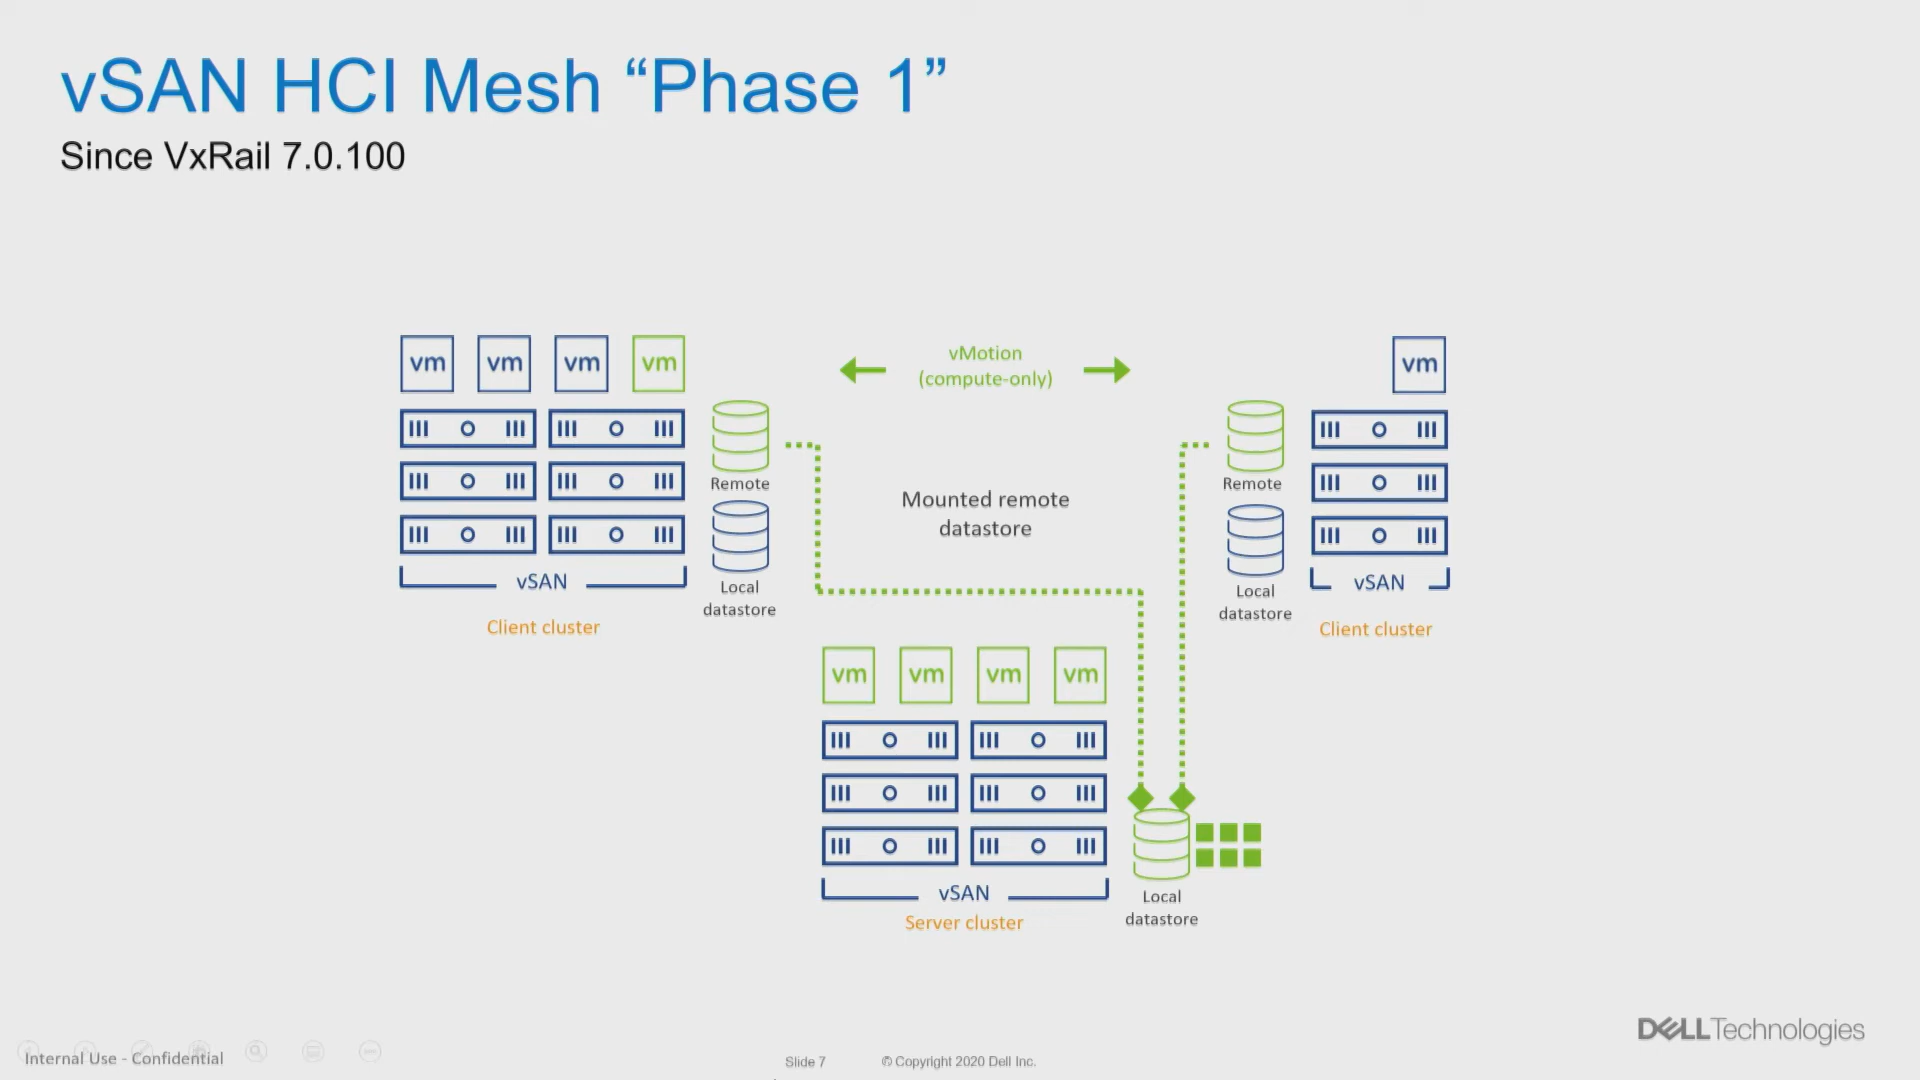 vSAN HCI Mesh “Phase 1”
Since VxRail 7.0.100
vm vm vm vm
vMotion
(compute-only)
vm
Remote
Mounted remote
datastore
Remote
vSAN
Local
datastore
Client cluster
Local
datastore
vSAN
Client cluster
vm vm vm vm
vSAN
Server cluster
Local
datastore
DELL Technologies
Internal Use - Confidential
Slide 7
© Copyright 2020 Dell Inc.